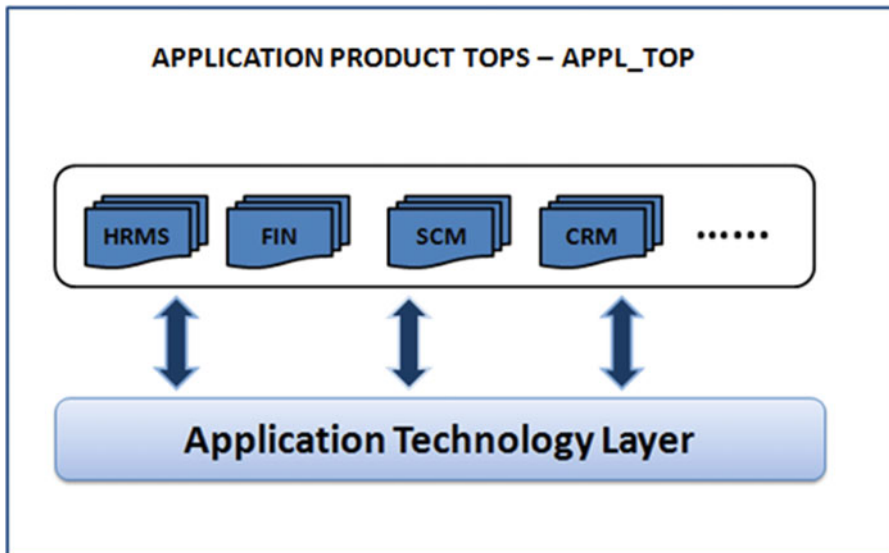 APPLICATION PRODUCT TOPS – APPL_TOP
HRMS FIN SCM CRM ......
Application Technology Layer